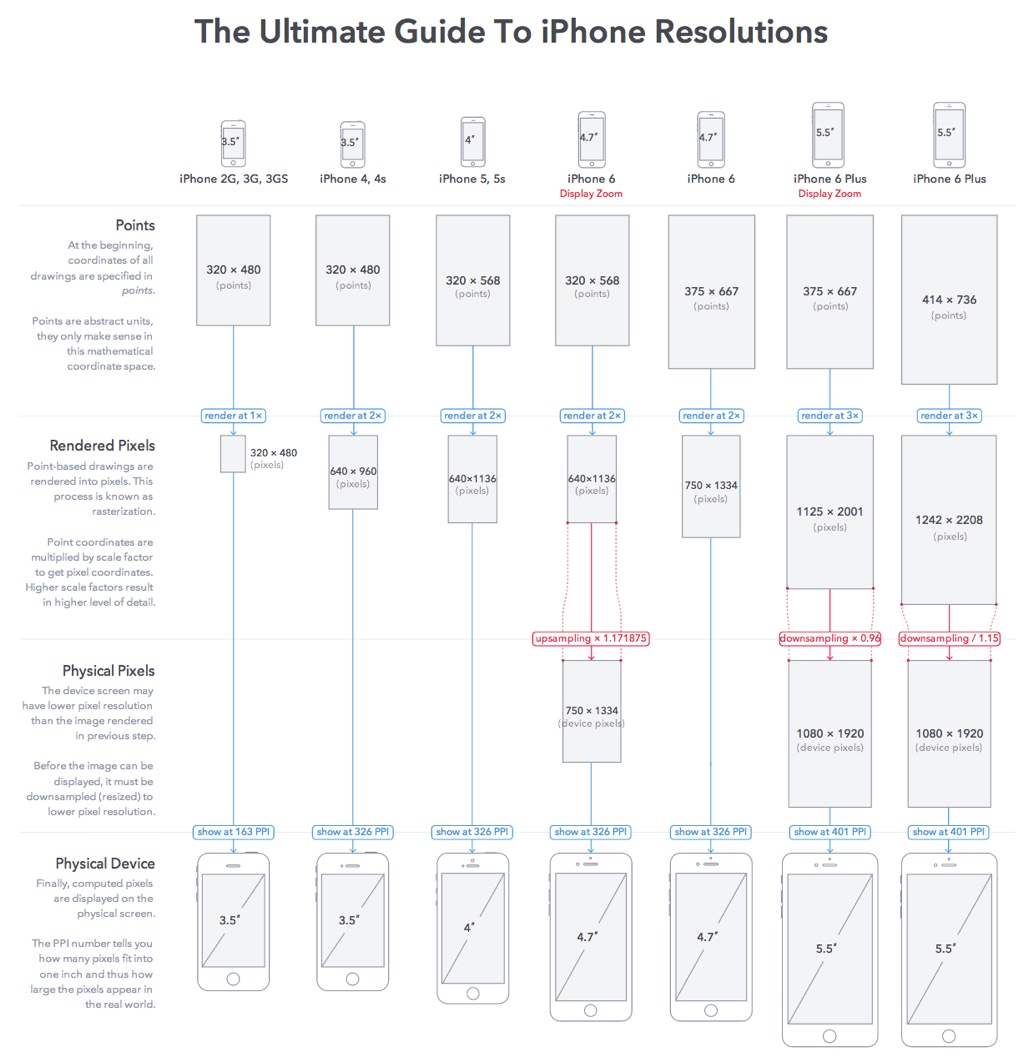 The Ultimate Guide To iPhone Resolutions
3.5″
3.5″
4″
4.7″
4.7″
5.5″
5.5″
iPhone 2G, 3G, 3GS
iPhone 4, 4s
iPhone 5, 5s
iPhone 6
Display Zoom
iPhone 6
iPhone 6 Plus
Display Zoom
iPhone 6 Plus
Points
At the beginning,
coordinates of all
drawings are specified in
points.
Points are abstract units,
they only make sense in
this mathematical
coordinate space.
320 × 480
(points)
320 × 480
(points)
320 × 568
(points)
320 × 568
(points)
375 × 667
(points)
375 × 667
(points)
414 × 736
(points)
render at 1×
render at 2×
render at 2×
render at 2×
render at 2×
render at 3×
render at 3×
Rendered Pixels
Point-based drawings are
rendered into pixels. This
process is known as
rasterization.
Point coordinates are
multiplied by scale factor
to get pixel coordinates.
Higher scale factors result
in higher level of detail.
320 × 480
(pixels)
640 × 960
(pixels)
640×1136
(pixels)
640×1136
(pixels)
750 × 1334
(pixels)
1125 × 2001
(pixels)
1242 × 2208
(pixels)
upsampling × 1.171875
downsampling × 0.96
downsampling / 1.15
Physical Pixels
The device screen may
have lower pixel resolution
than the image rendered
in previous step.
Before the image can be
displayed, it must be
downsampled (resized) to
lower pixel resolution.
750 × 1334
(device pixels)
1080 × 1920
(device pixels)
1080 × 1920
(device pixels)
show at 163 PPI
show at 326 PPI
show at 326 PPI
show at 326 PPI
show at 326 PPI
show at 401 PPI
show at 401 PPI
Physical Device
Finally, computed pixels
are displayed on the
physical screen.
The PPI number tells you
how many pixels fit into
one inch and thus how
large the pixels appear in
the real world.
3.5″
3.5″
4″
4.7″
4.7″
5.5″
5.5″